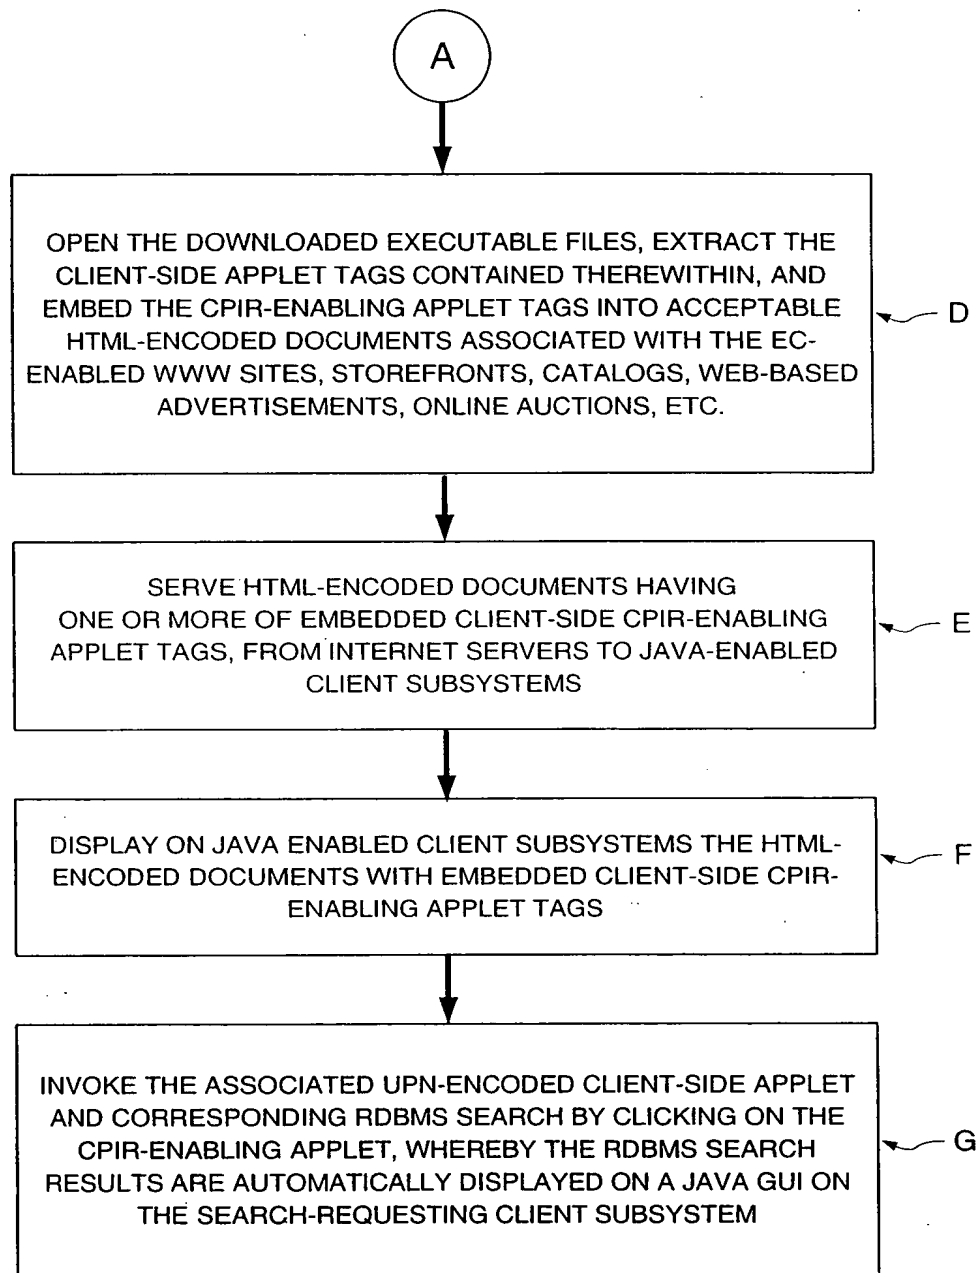 A
OPEN THE DOWNLOADED EXECUTABLE FILES, EXTRACT THE
CLIENT-SIDE APPLET TAGS CONTAINED THEREWITHIN, AND
EMBED THE CPIR-ENABLING APPLET TAGS INTO ACCEPTABLE
HTML-ENCODED DOCUMENTS ASSOCIATED WITH THE EC-
ENABLED WWW SITES, STOREFRONTS, CATALOGS, WEB-BASED
ADVERTISEMENTS, ONLINE AUCTIONS, ETC.
D
SERVE HTML-ENCODED DOCUMENTS HAVING
ONE OR MORE OF EMBEDDED CLIENT-SIDE CPIR-ENABLING
APPLET TAGS, FROM INTERNET SERVERS TO JAVA-ENABLED
CLIENT SUBSYSTEMS
E
DISPLAY ON JAVA ENABLED CLIENT SUBSYSTEMS THE HTML-
ENCODED DOCUMENTS WITH EMBEDDED CLIENT-SIDE CPIR-
ENABLING APPLET TAGS
F
INVOKE THE ASSOCIATED UPN-ENCODED CLIENT-SIDE APPLET
AND CORRESPONDING RDBMS SEARCH BY CLICKING ON THE
CPIR-ENABLING APPLET, WHEREBY THE RDBMS SEARCH
RESULTS ARE AUTOMATICALLY DISPLAYED ON A JAVA GUI ON
THE SEARCH-REQUESTING CLIENT SUBSYSTEM
G